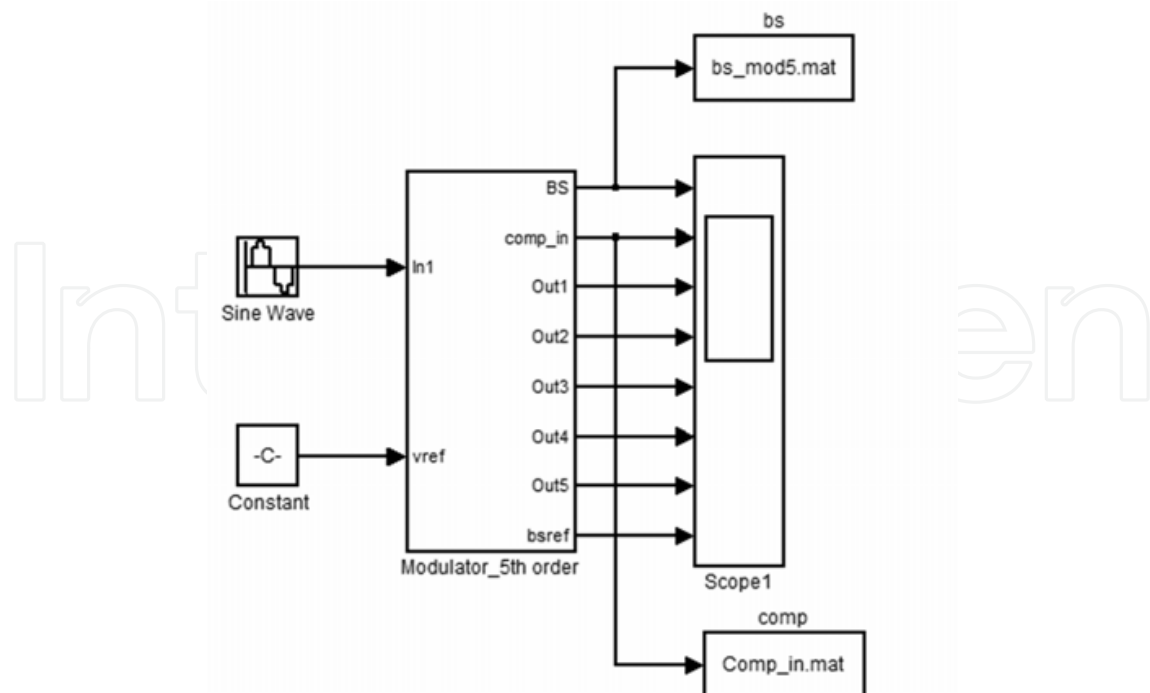 bs
bs_mod5.mat
BS
comp_in
In1
Out1
Sine Wave
Out2
Out3
Out4
-C-
vref
Out5
Constant
bsref
Modulator_5th order
Scope1
comp
Comp_in.mat